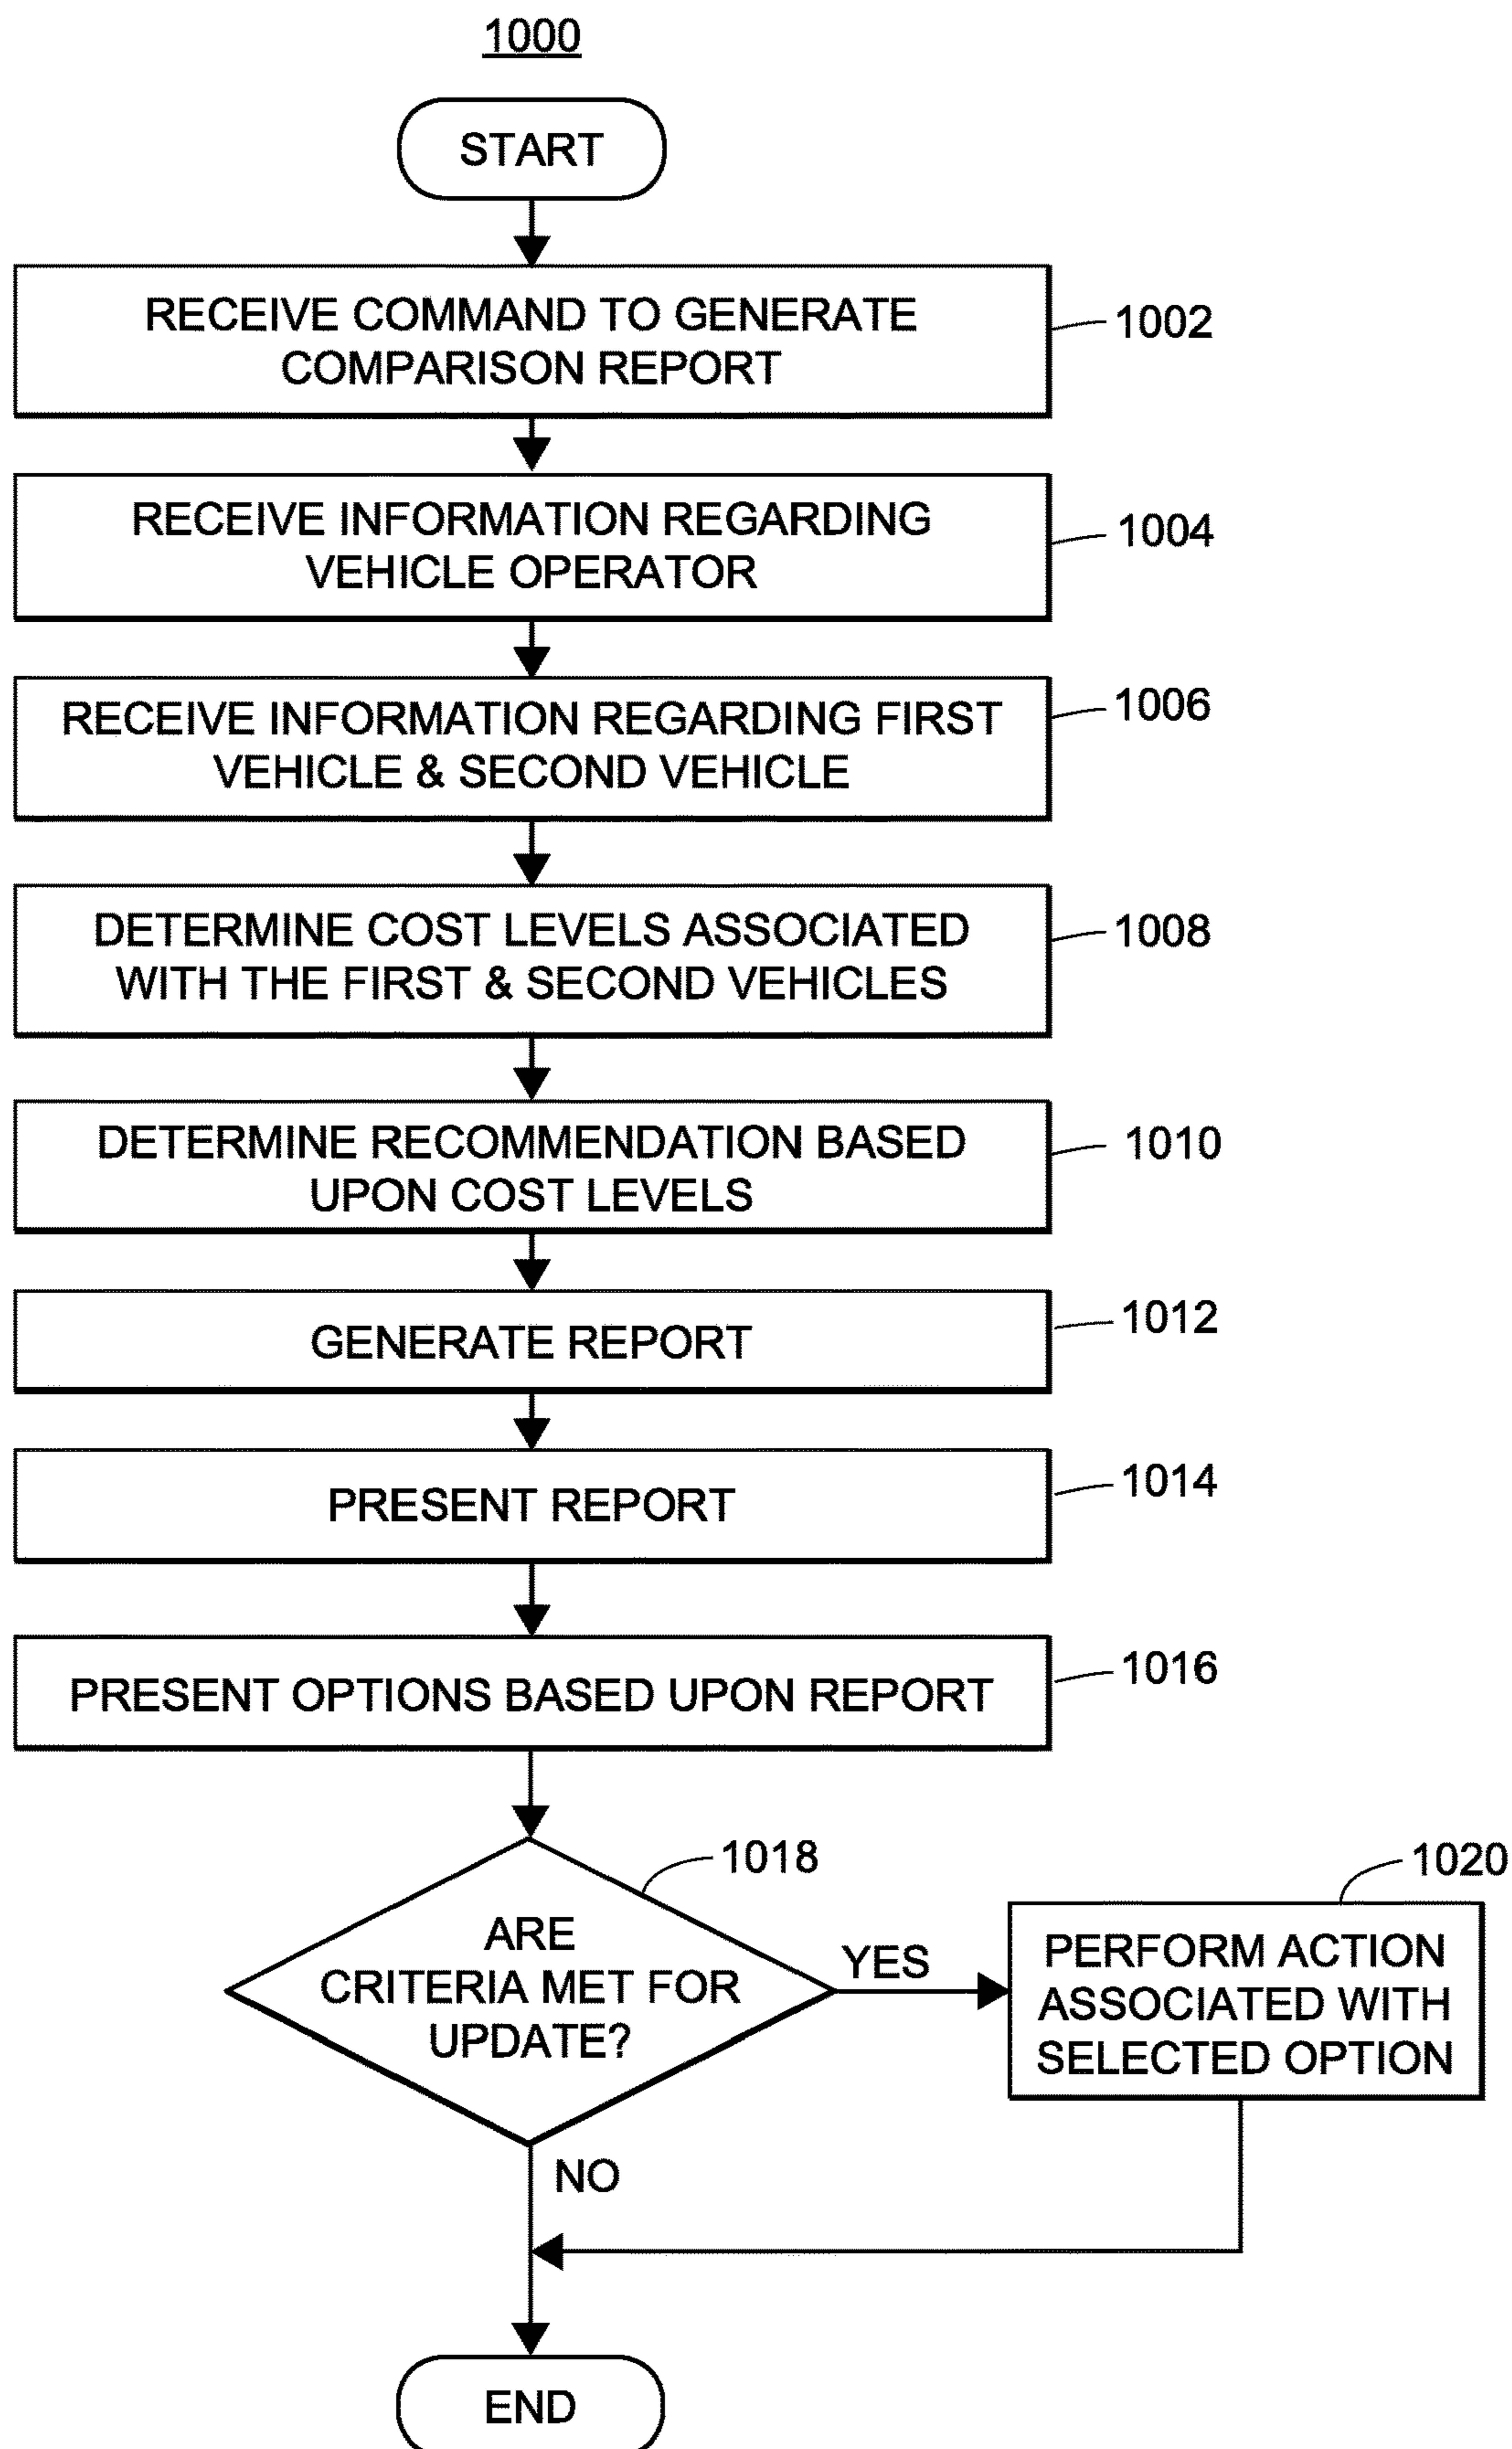 1000
START
RECEIVE COMMAND TO GENERATE
COMPARISON REPORT
1002
RECEIVE INFORMATION REGARDING
VEHICLE OPERATOR
1004
RECEIVE INFORMATION REGARDING FIRST
VEHICLE & SECOND VEHICLE
1006
DETERMINE COST LEVELS ASSOCIATED
WITH THE FIRST & SECOND VEHICLES
1008
DETERMINE RECOMMENDATION BASED
UPON COST LEVELS
1010
GENERATE REPORT
1012
PRESENT REPORT
1014
PRESENT OPTIONS BASED UPON REPORT
1016
ARE
CRITERIA MET FOR
UPDATE?
1018
YES
PERFORM ACTION
ASSOCIATED WITH
SELECTED OPTION
1020
NO
END